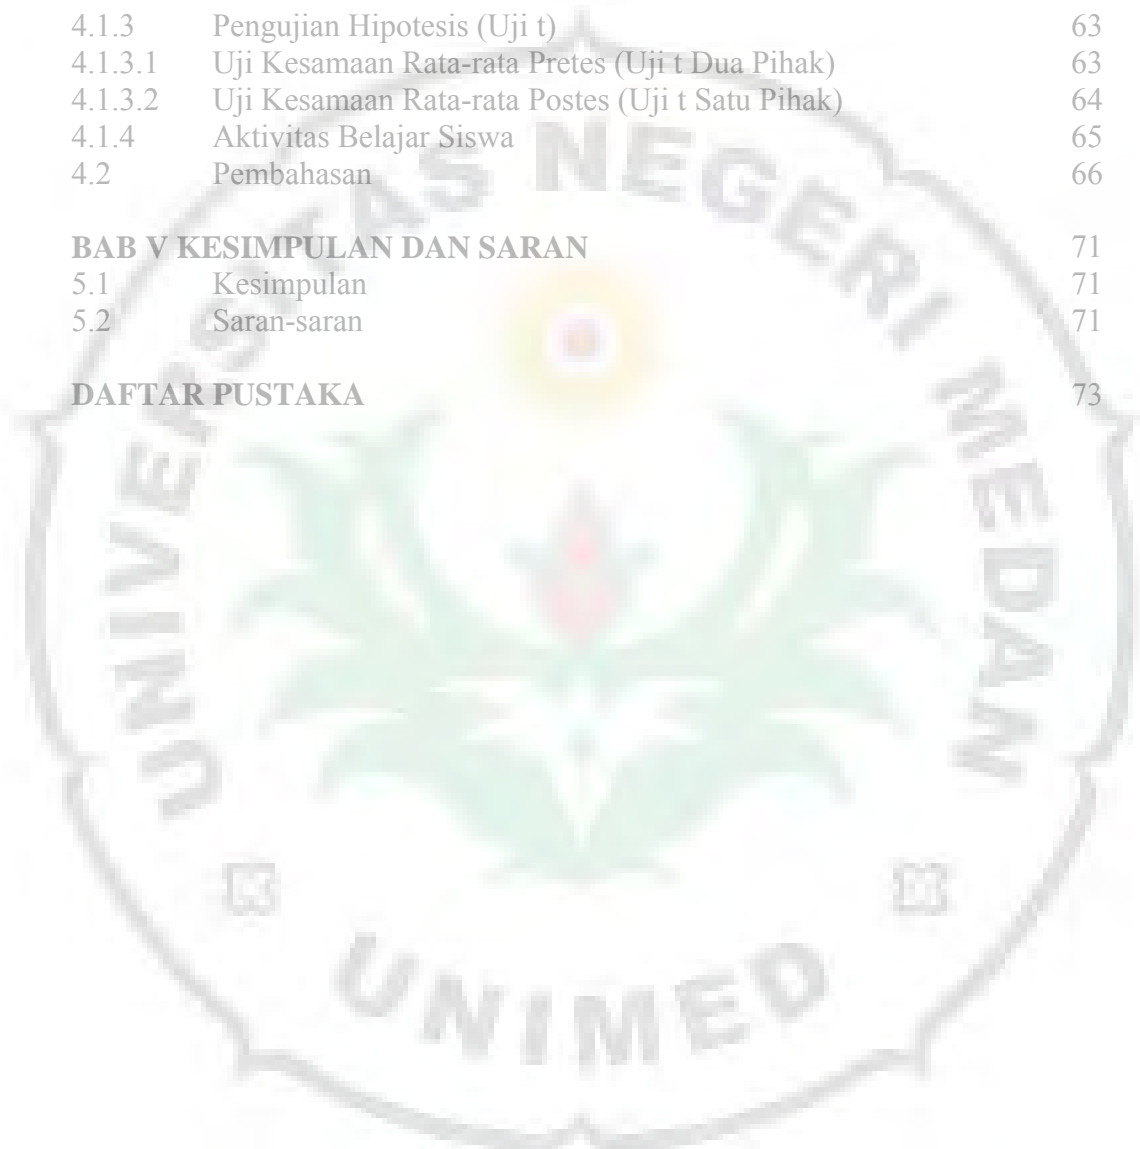 4.1.3 Pengujian Hipotesis (Uji t) 63
4.1.3.1 Uji Kesamaan Rata-rata Pretes (Uji t Dua Pihak) 63
4.1.3.2 Uji Kesamaan Rata-rata Postes (Uji t Satu Pihak) 64
4.1.4 Aktivitas Belajar Siswa 65
4.2 Pembahasan 66
BAB V KESIMPULAN DAN SARAN 71
5.1 Kesimpulan 71
5.2 Saran-saran 71
DAFTAR PUSTAKA 73
UNIVERSITAS NEGERI MEDAN
UNIMED